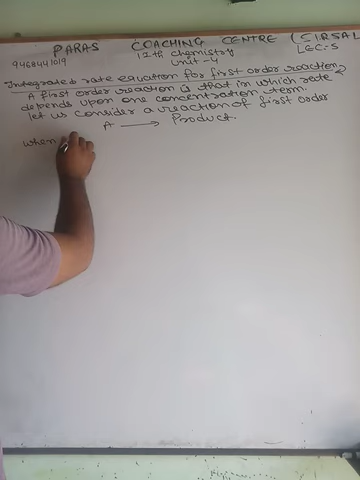 PARAS COACHING CENTRE (SIRSA)
9468441019 12th chemistry LEC:-5
Unit-4
Integrated rate equation for first order reaction
A first order reaction is that in which rate
depends upon one concentration term.
let us consider a reaction of first order
A → Product.
when